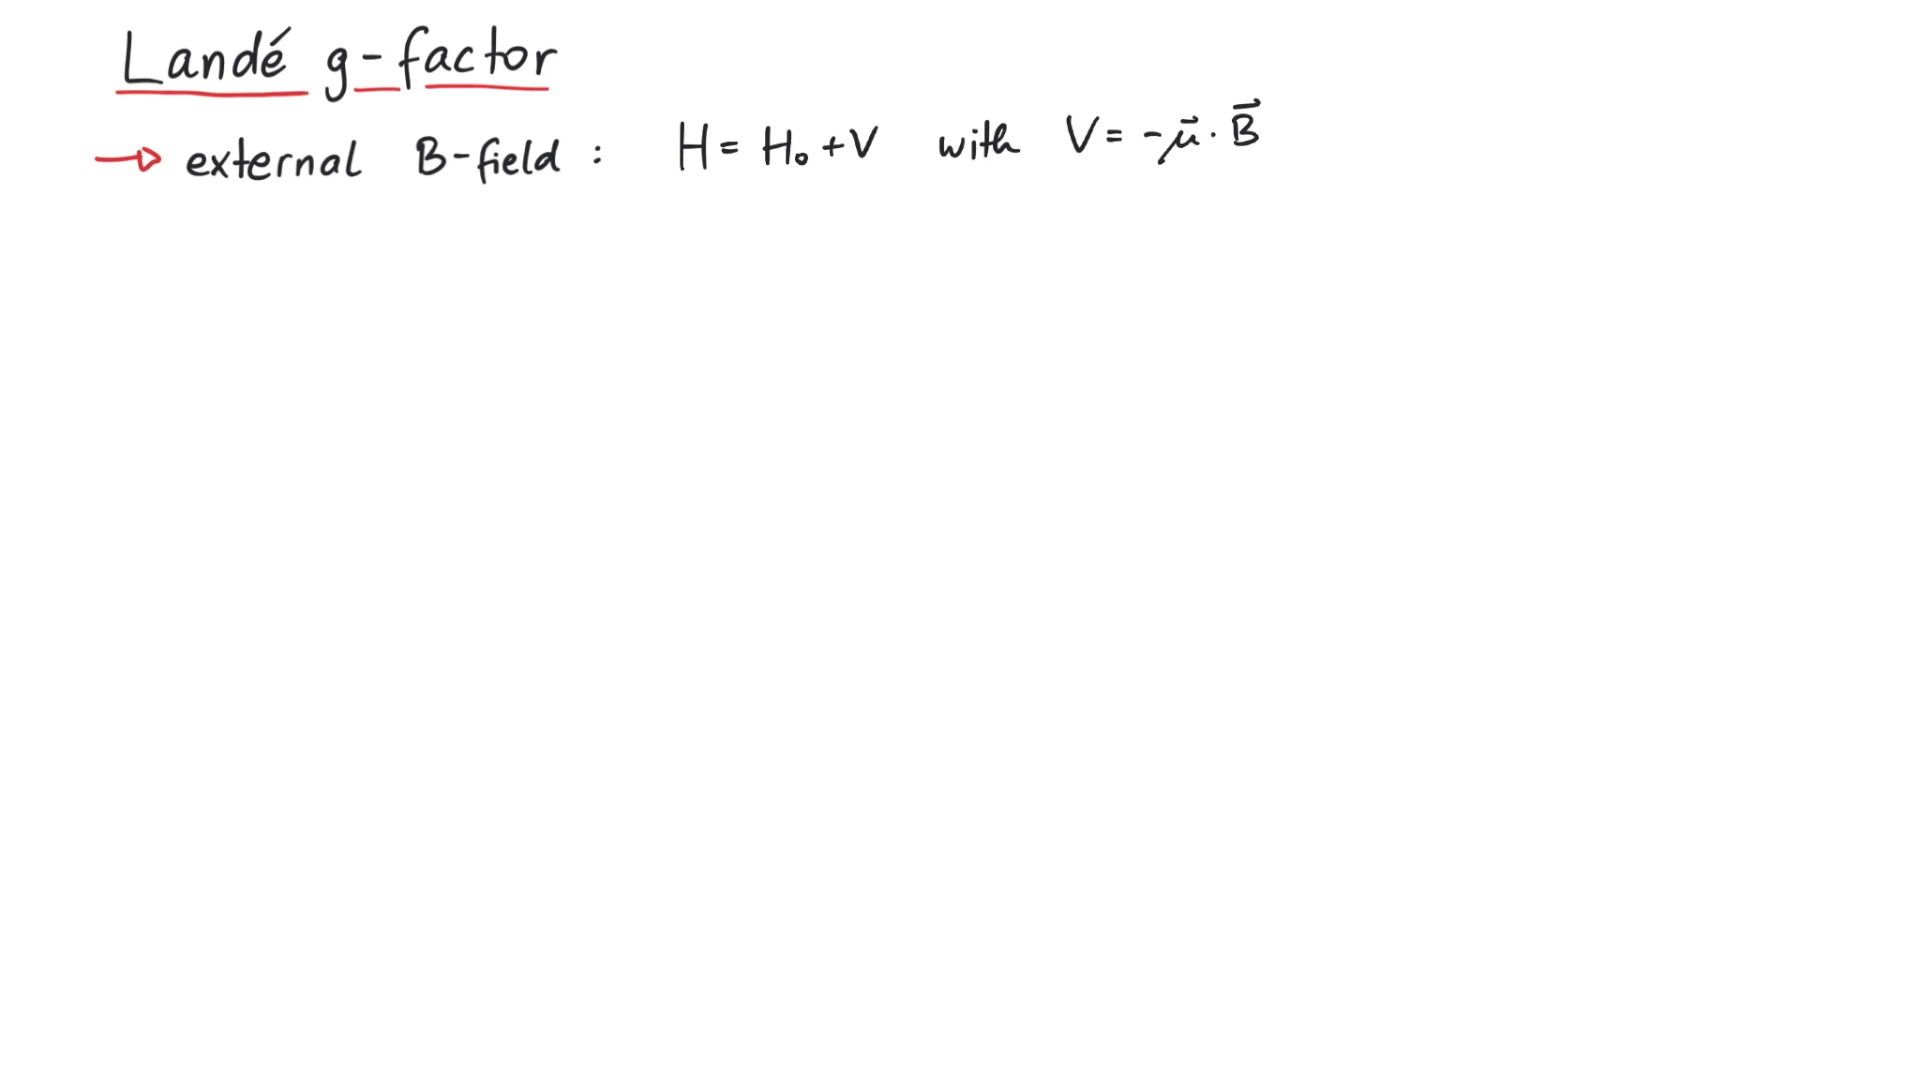 Landé g-factor
→ external B-field : H = H₀ + V with V = -μ⃗ · B⃗